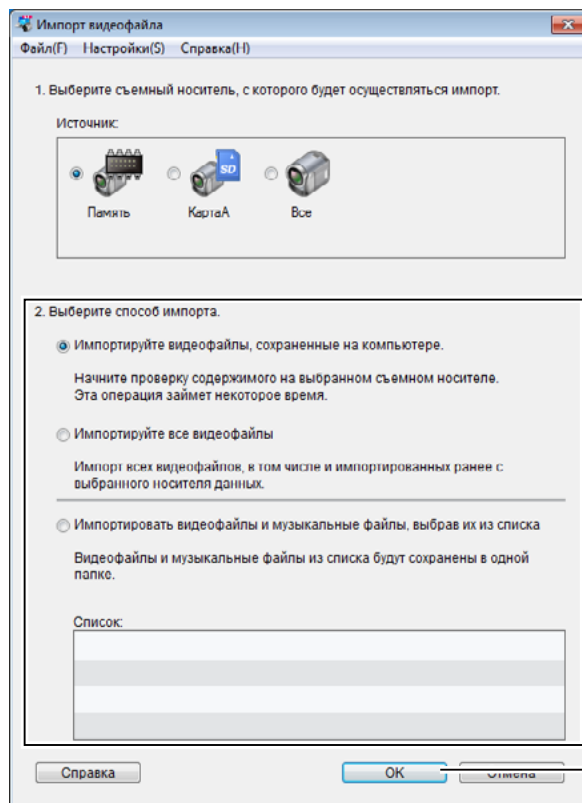 Импорт видеофайла
Файл(F) Настройки(S) Справка(H)
1. Выберите съемный носитель, с которого будет осуществляться импорт.
Источник:
SD
Память КартаА Все
2. Выберите способ импорта.
Импортируйте видеофайлы, сохраненные на компьютере.
Начните проверку содержимого на выбранном съемном носителе.
Эта операция займет некоторое время.
Импортируйте все видеофайлы
Импорт всех видеофайлов, в том числе и импортированных ранее с
выбранного носителя данных.
Импортировать видеофайлы и музыкальные файлы, выбрав их из списка
Видеофайлы и музыкальные файлы из списка будут сохранены в одной
папке.
Список:
Справка OK Отмена